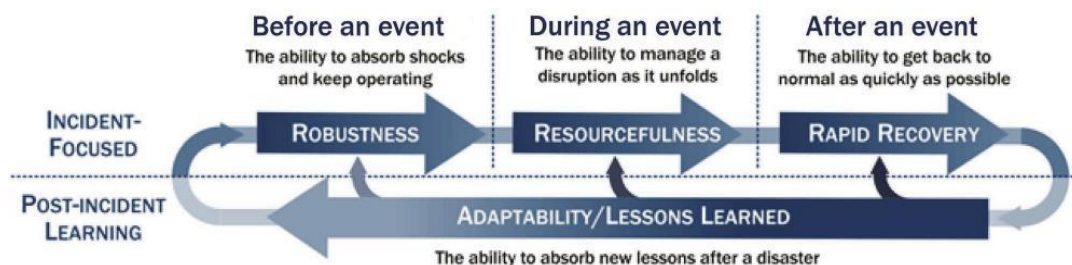 Before an event
The ability to absorb shocks
and keep operating
During an event
The ability to manage a
disruption as it unfolds
After an event
The ability to get back to
normal as quickly as possible
INCIDENT-
FOCUSED
ROBUSTNESS
RESOURCEFULNESS
RAPID RECOVERY
POST-INCIDENT
LEARNING
ADAPTABILITY/LESSONS LEARNED
The ability to absorb new lessons after a disaster